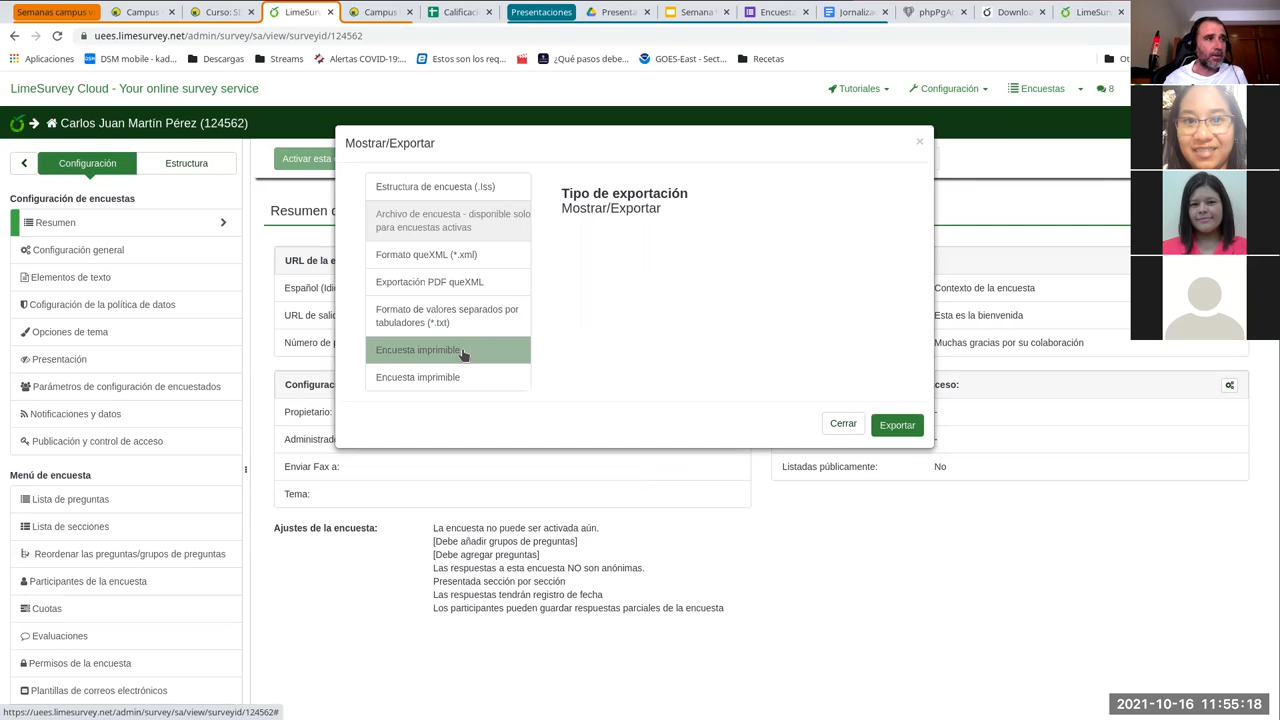 Semanas campus v
Campus
Curso: SE
LimeSurv
Campus
Calificaci
Presentaciones
Presenta
Semana
Encuesta
Jornaliza
phpPgA
Downloa
LimeSurv
uees.limesurvey.net/admin/survey/sa/view/surveyid/124562
Aplicaciones
DSM mobile - kad...
Descargas
Streams
Alertas COVID-19:...
Estos son los req...
¿Qué pasos debe...
GOES-East - Sect...
Recetas
LimeSurvey Cloud - Your online survey service
Tutoriales
Configuración
Encuestas
8
Carlos Juan Martín Pérez (124562)
Configuración
Estructura
Activar esta
Configuración de encuestas
Resumen
Configuración general
Elementos de texto
Cofiguración de la política de datos
Opciones de tema
Presentación
Parámetros de configuración de encuestados
Notificaciones y datos
Publicación y control de acceso
Menú de encuesta
Lista de preguntas
Lista de secciones
Reordenar las preguntas/grupos de preguntas
Participantes de la encuesta
Cuotas
Evaluaciones
Permisos de la encuesta
Plantillas de correos electrónicos
https://uees.limesurvey.net/admin/survey/sa/view/surveyid/124562#
Resumen
URL de la
Español
URL de
Número de
Mostrar/Exportar
×
Estructura de encuesta (.lss)
Archivo de encuesta - disponible solo
para encuestas activas
Formato queXML (*.xml)
Exportación PDF queXML
Formato de valores separados por
tabuladores (*.txt)
Encuesta imprimible
Encuesta imprimible
Tipo de exportación
Mostrar/Exportar
Cerrar
Exportar
Contexto de la encuesta
Esta es la bienvenida
Muchas gracias por su colaboración
Propietario:
-
-
Enviar Fax a:
Listadas públicamente: No
Tema:
Ajustes de la encuesta: La encuesta no puede ser activada aún.
[Debe añadir grupos de preguntas]
[Debe agregar preguntas]
Las respuestas a esta encuesta NO son anónimas.
Presentada sección por sección
Las respuestas tendrán registro de fecha
Los participantes pueden guardar respuestas parciales de la encuesta
2021-10-16 11:55:18